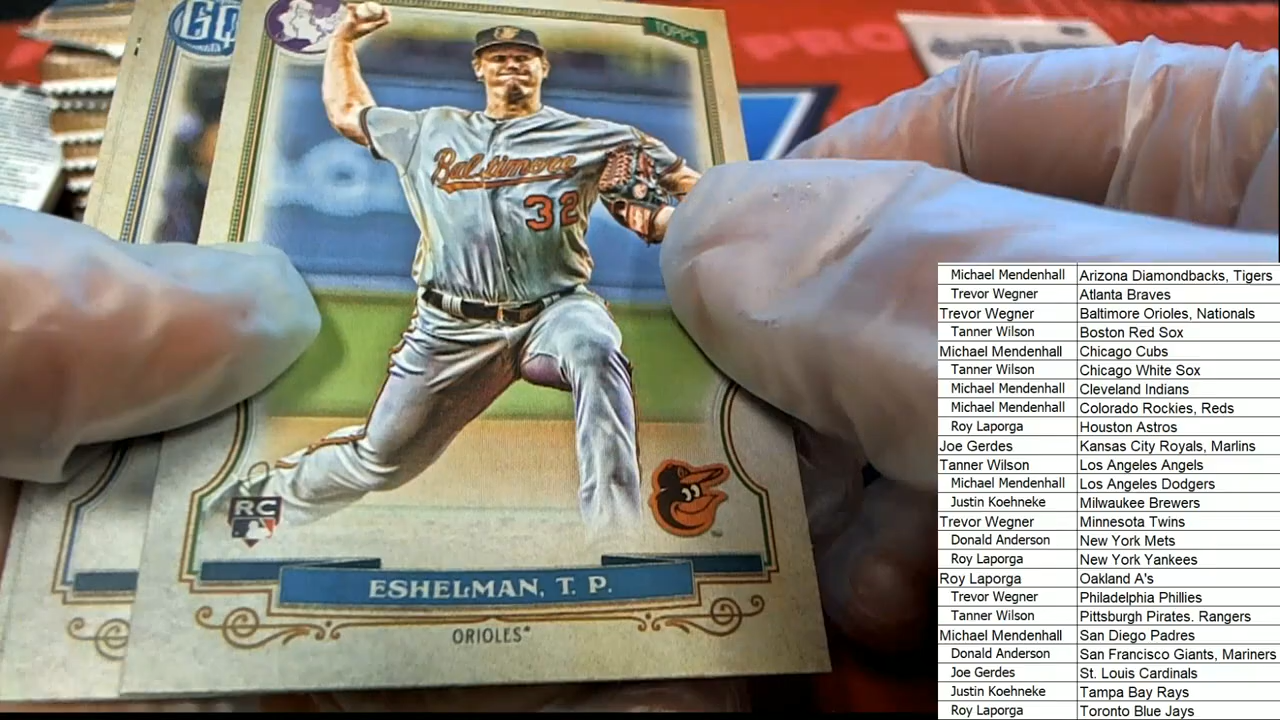 GQ
TOPPS
PRO
Baltimore
32
RC
ESHELMAN, T. P.
ORIOLES
Michael Mendenhall Arizona Diamondbacks, Tigers
Trevor Wegner Atlanta Braves
Trevor Wegner Baltimore Orioles, Nationals
Tanner Wilson Boston Red Sox
Michael Mendenhall Chicago Cubs
Tanner Wilson Chicago White Sox
Michael Mendenhall Cleveland Indians
Michael Mendenhall Colorado Rockies, Reds
Roy Laporga Houston Astros
Joe Gerdes Kansas City Royals, Marlins
Tanner Wilson Los Angeles Angels
Michael Mendenhall Los Angeles Dodgers
Justin Koehneke Milwaukee Brewers
Trevor Wegner Minnesota Twins
Donald Anderson New York Mets
Roy Laporga New York Yankees
Roy Laporga Oakland A's
Trevor Wegner Philadelphia Phillies
Tanner Wilson Pittsburgh Pirates. Rangers
Michael Mendenhall San Diego Padres
Donald Anderson San Francisco Giants, Mariners
Joe Gerdes St. Louis Cardinals
Justin Koehneke Tampa Bay Rays
Roy Laporga Toronto Blue Jays